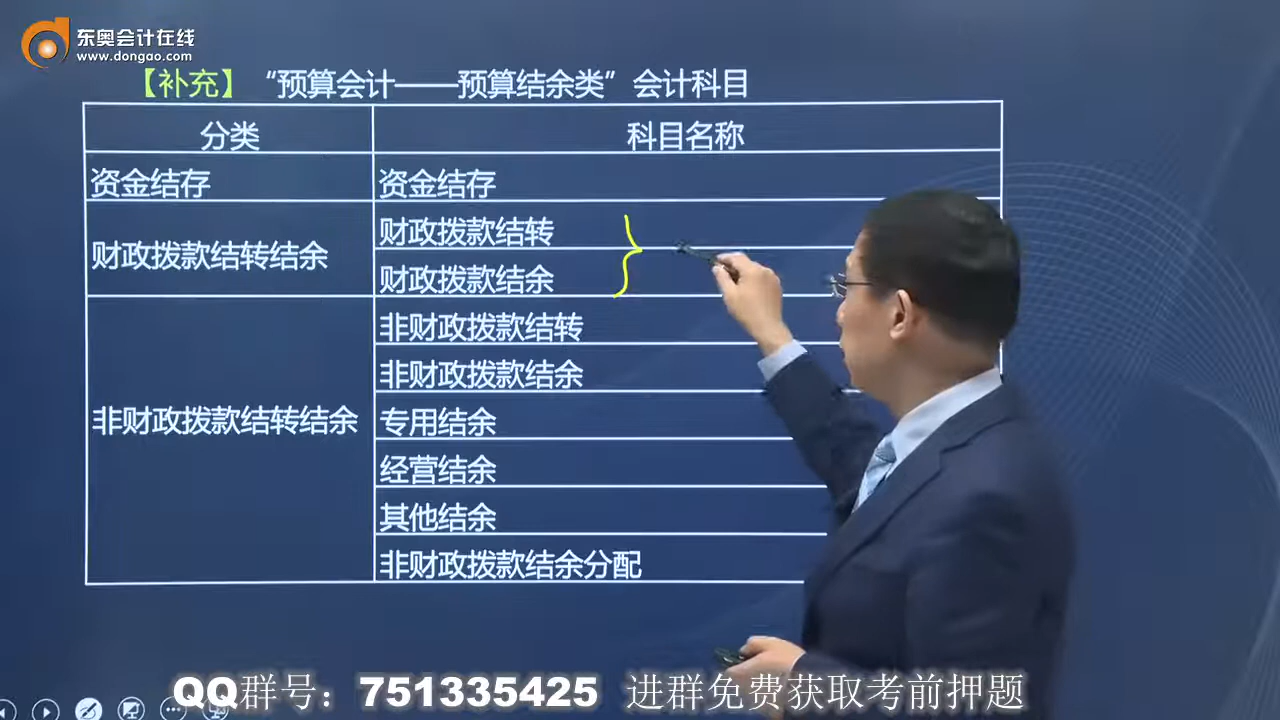 东奥会计在线
www.dongao.com
【补充】“预算会计——预算结余类”会计科目
分类 科目名称
资金结存 资金结存
财政拨款结转结余 财政拨款结转
财政拨款结余
非财政拨款结转结余 非财政拨款结转
非财政拨款结余
专用结余
经营结余
其他结余
非财政拨款结余分配
QQ群号：751335425 进群免费获取考前押题